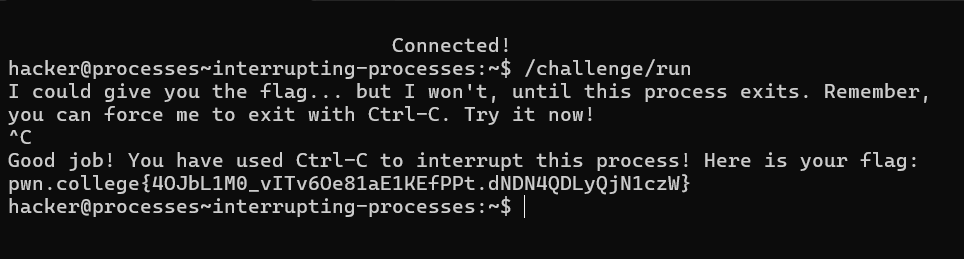 Connected!
hacker@processes~interrupting-processes:~$ /challenge/run
I could give you the flag... but I won't, until this process exits. Remember,
you can force me to exit with Ctrl-C. Try it now!
^C
Good job! You have used Ctrl-C to interrupt this process! Here is your flag:
pwn.college{4OJbL1M0_vITv6Oe81aE1KEfPPt.dNDN4QDLyQjN1czW}
hacker@processes~interrupting-processes:~$